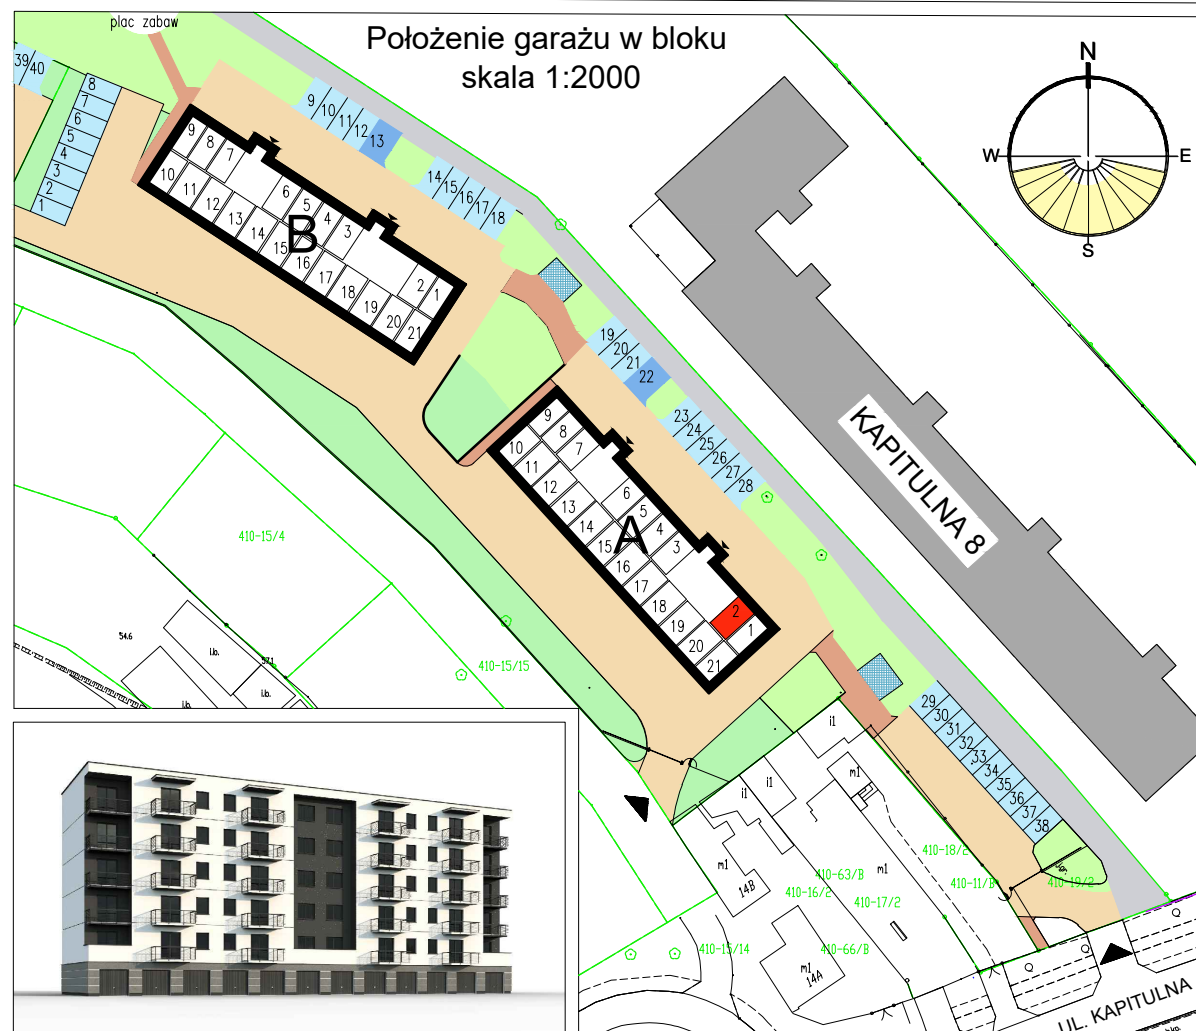 plac zabaw
Położenie garażu w bloku
skala 1:2000
N
W
E
S
39 40
8
7
6
5
4
3
2
1
9 10 11 12 13
14 15 16 17 18
9 8 7 6 5 4 3 2 1
10 11 12 13 14 15 16 17 18 19 20 21
B
19 20 21 22
23 24 25 26 27 28
9 8 7 6 5 4 3 2 1
10 11 12 13 14 15 16 17 18 19 20 21
A
KAPITULNA 8
410-15/4
410-15/15
54.6
29 30 31 32 33 34 35 36 37 38
i1
i1
i1
m1
m1
m1
14B
m1
14A
410-63/B
410-16/2
410-17/2
410-66/B
410-18/2
410-11/B
410-19/2
410-15/14
UL. KAPITULNA